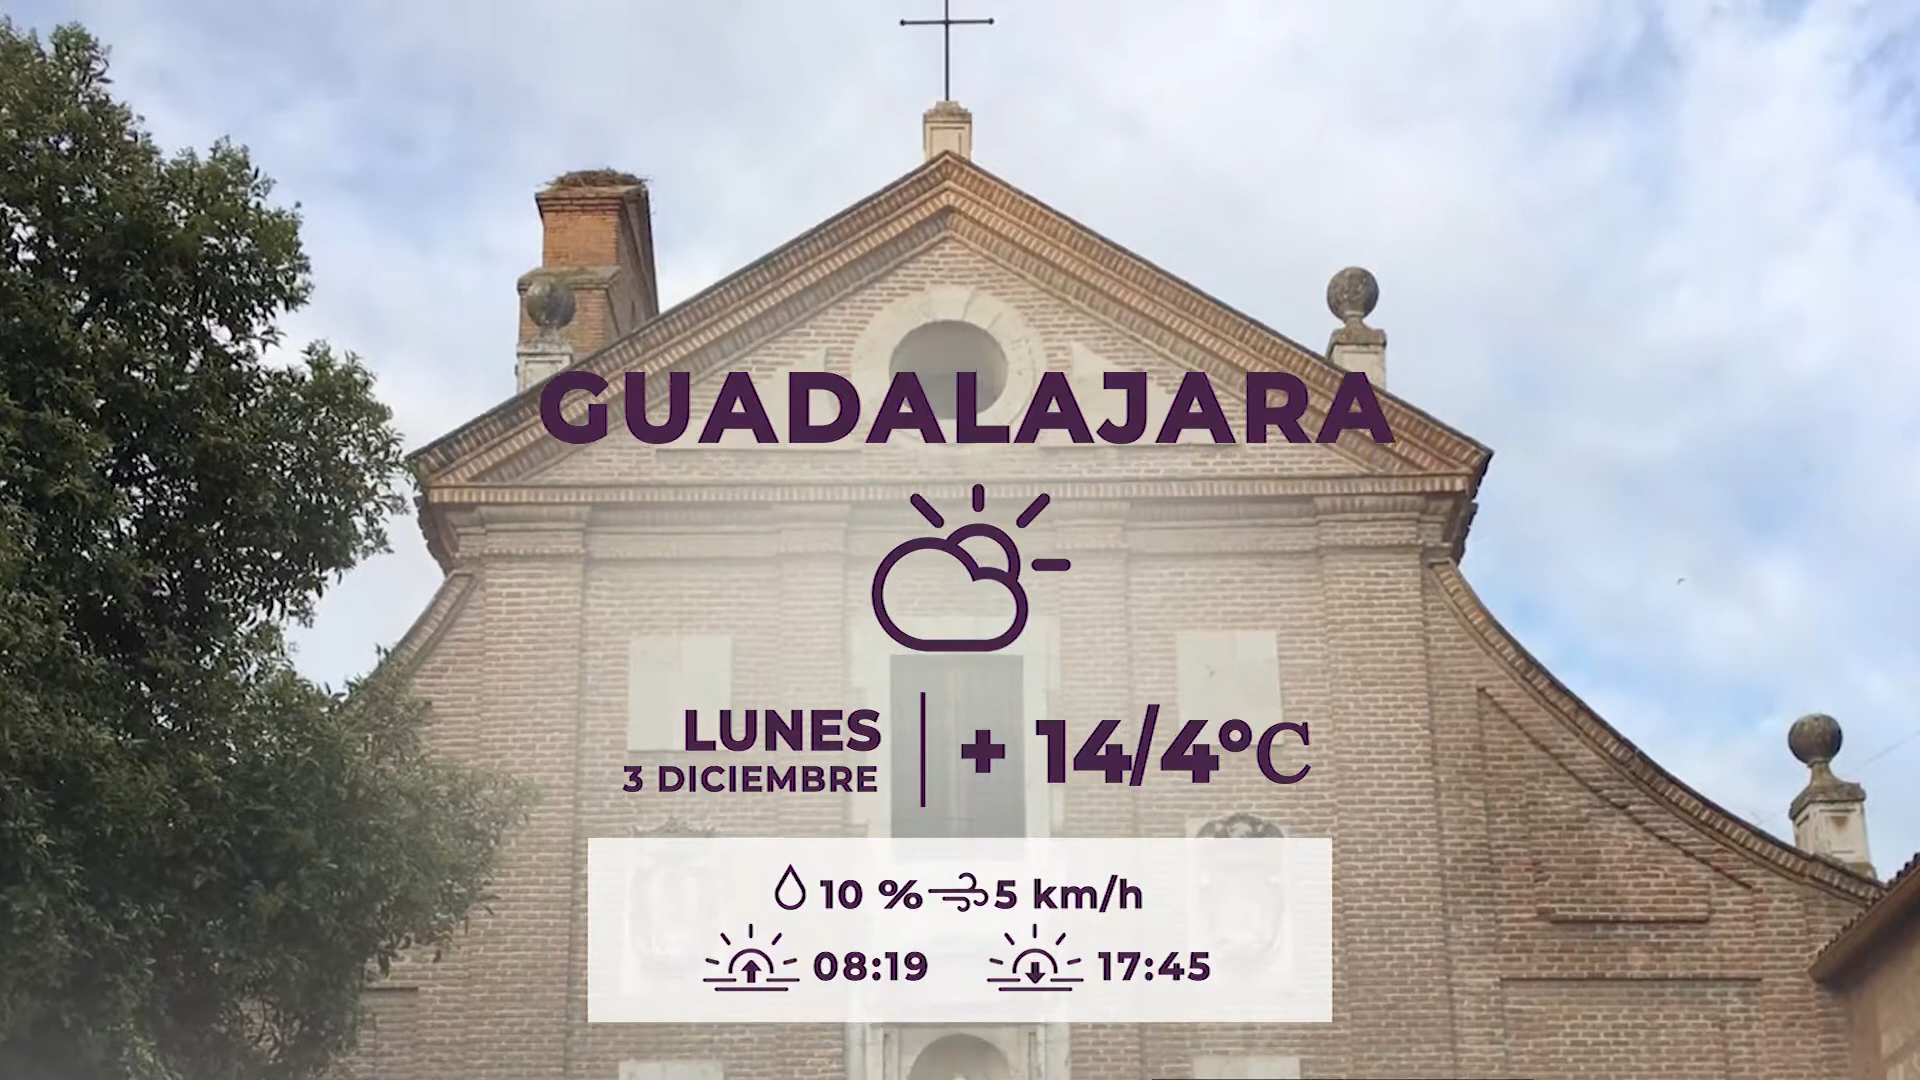 GUADALAJARA
LUNES
3 DICIEMBRE
+ 14/4°C
10 % 5 km/h
08:19 17:45